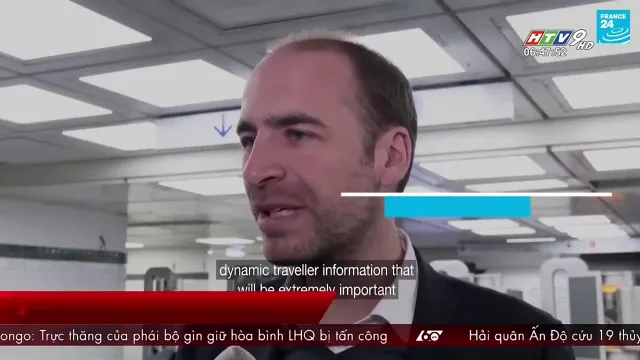 FRANCE
24
HTV9 HD
06:47:52
dynamic traveller information that
will be extremely important
ongo: Trực thăng của phái bộ gìn giữ hòa bình LHQ bị tấn công
60
Hải quân Ấn Độ cứu 19 thủy